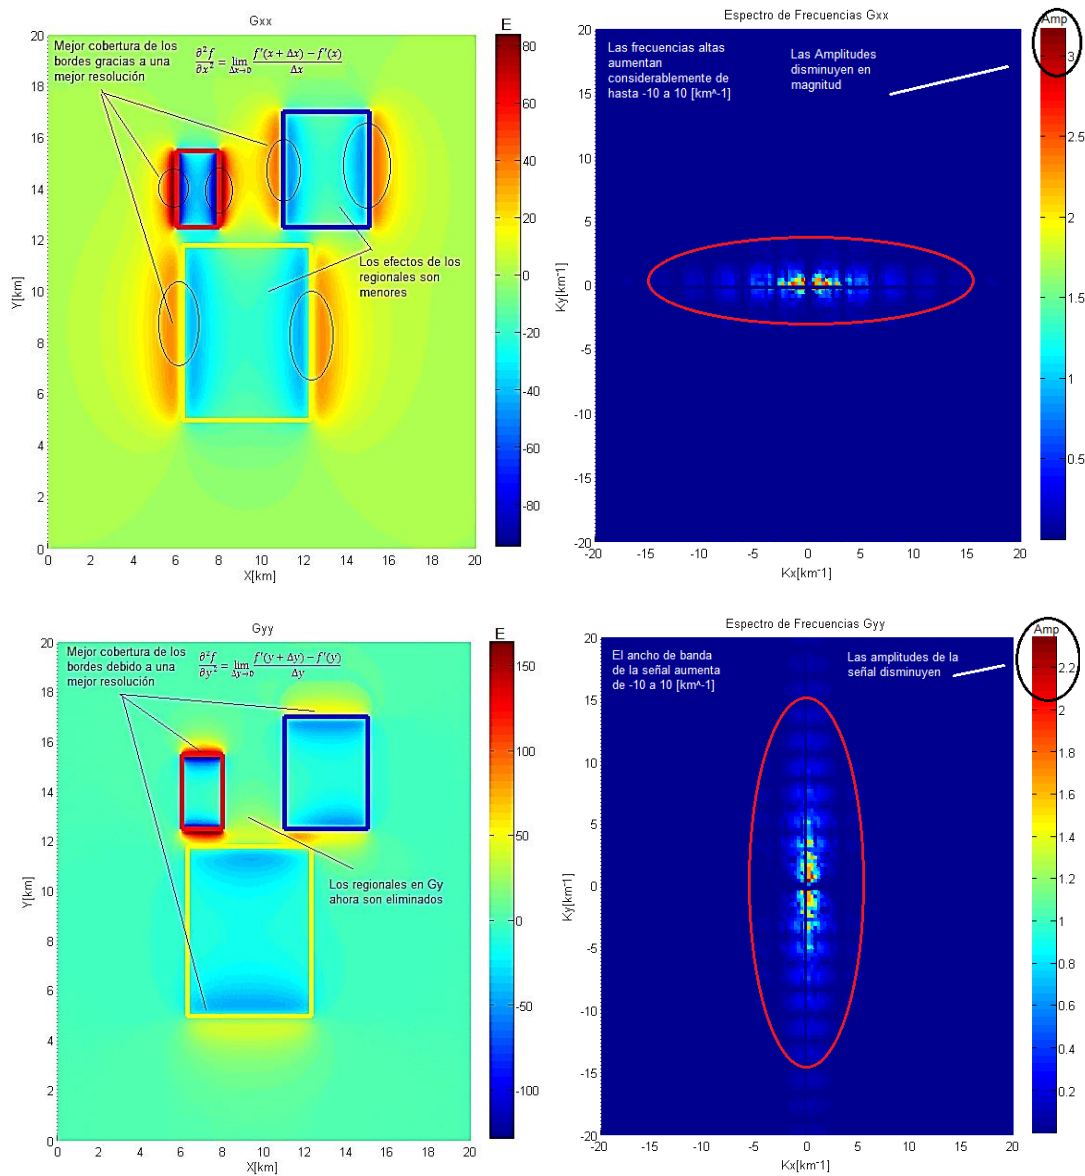 Gxx
E
Mejor cobertura de los
bordes gracias a una
mejor resolución
∂²f/∂x² = lim Δx→0 f'(x + Δx) − f'(x) / Δx
Los efectos de los
regionales son
menores
20
18
16
14
12
10
8
6
4
2
0
Y[km]
0 2 4 6 8 10 12 14 16 18 20
X[km]
80
60
40
20
0
-20
-40
-60
-80
Espectro de Frecuencias Gxx
Amp
Las frecuencias altas
aumentan
considerablemente de
hasta -10 a 10 [km^-1]
Las Amplitudes
disminuyen en
magnitud
20
15
10
5
0
-5
-10
-15
-20
Ky[km⁻¹]
-20 -15 -10 -5 0 5 10 15 20
Kx[km⁻¹]
3
2.5
2
1.5
1
0.5
Gyy
E
Mejor cobertura de los
bordes debido a una
mejor resolución
∂²f/∂y² = lim Δy→0 f'(y + Δy) − f'(y) / Δy
Los regionales en Gy
ahora son eliminados
20
18
16
14
12
10
8
6
4
2
0
Y[km]
0 2 4 6 8 10 12 14 16 18 20
X[km]
150
100
50
0
-50
-100
Espectro de Frecuencias Gyy
Amp
El ancho de banda
de la señal aumenta
de -10 a 10 [km^-1]
Las amplitudes de la
señal disminuyen
20
15
10
5
0
-5
-10
-15
-20
Ky[km⁻¹]
-20 -15 -10 -5 0 5 10 15 20
Kx[km⁻¹]
2.2
2
1.8
1.6
1.4
1.2
1
0.8
0.6
0.4
0.2